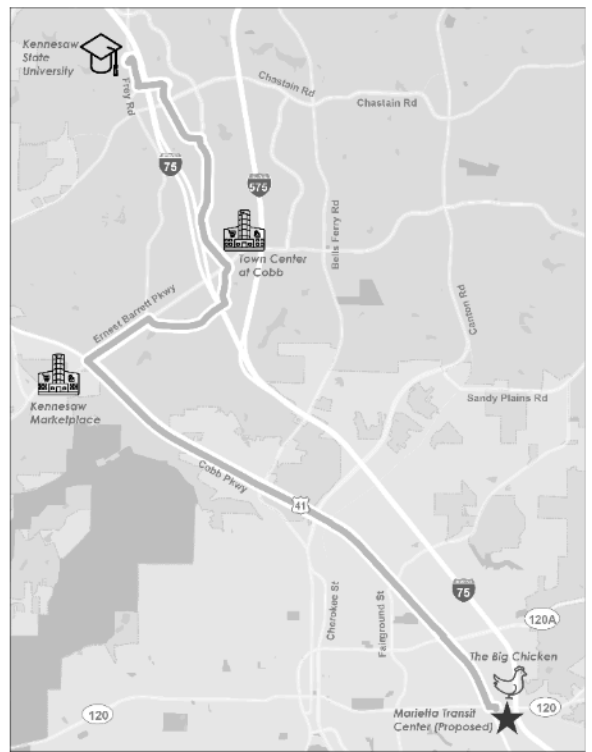 Kennesaw
State
University
Frey Rd
Chastain Rd
Chastain Rd
75
575
Bells Ferry Rd
Town Center
at Cobb
Ernest Barrett Pkwy
Canton Rd
Kennesaw
Marketplace
Sandy Plains Rd
Cobb Pkwy
41
Cherokee St
Fairground St
75
120A
The Big Chicken
120
Marietta Transit
Center (Proposed)
120